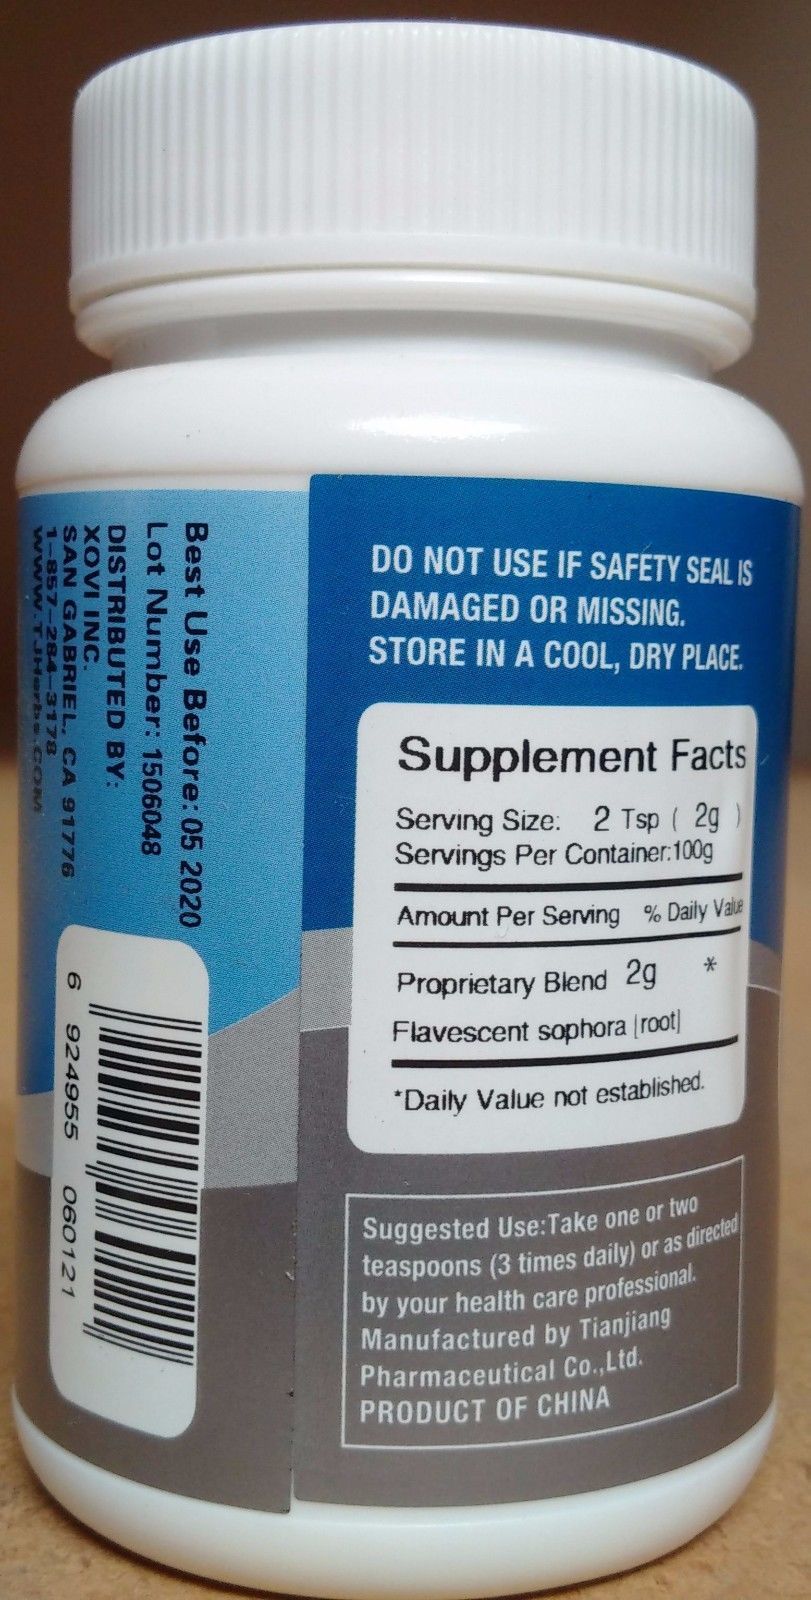 DO NOT USE IF SAFETY SEAL IS
DAMAGED OR MISSING.
STORE IN A COOL, DRY PLACE.
Supplement Facts
Serving Size: 2 Tsp ( 2g )
Servings Per Container:100g
Amount Per Serving % Daily Value
Proprietary Blend 2g *
Flavescent sophora [root]
*Daily Value not established.
Suggested Use:Take one or two
teaspoons (3 times daily) or as directed
by your health care professional.
Manufactured by Tianjiang
Pharmaceutical Co.,Ltd.
PRODUCT OF CHINA
Best Use Before: 05 2020
Lot Number: 1506048
DISTRIBUTED BY:
XOVI INC.
SAN GABRIEL, CA 91776
1-857-284-3178
WWW.TJHerbs.COM
6 924955 060121